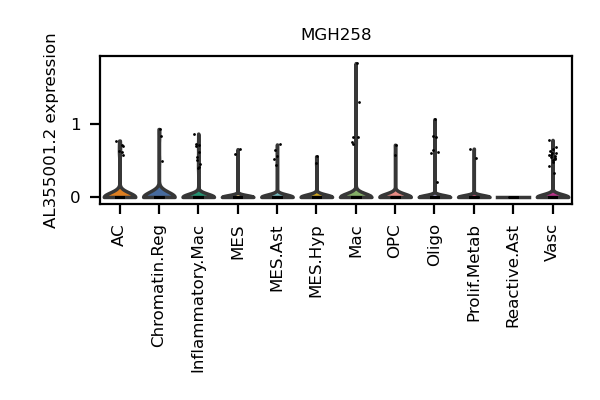 MGH258
AL355001.2 expression
1
0
AC
Chromatin.Reg
Inflammatory.Mac
MES
MES.Ast
MES.Hyp
Mac
OPC
Oligo
Prolif.Metab
Reactive.Ast
Vasc